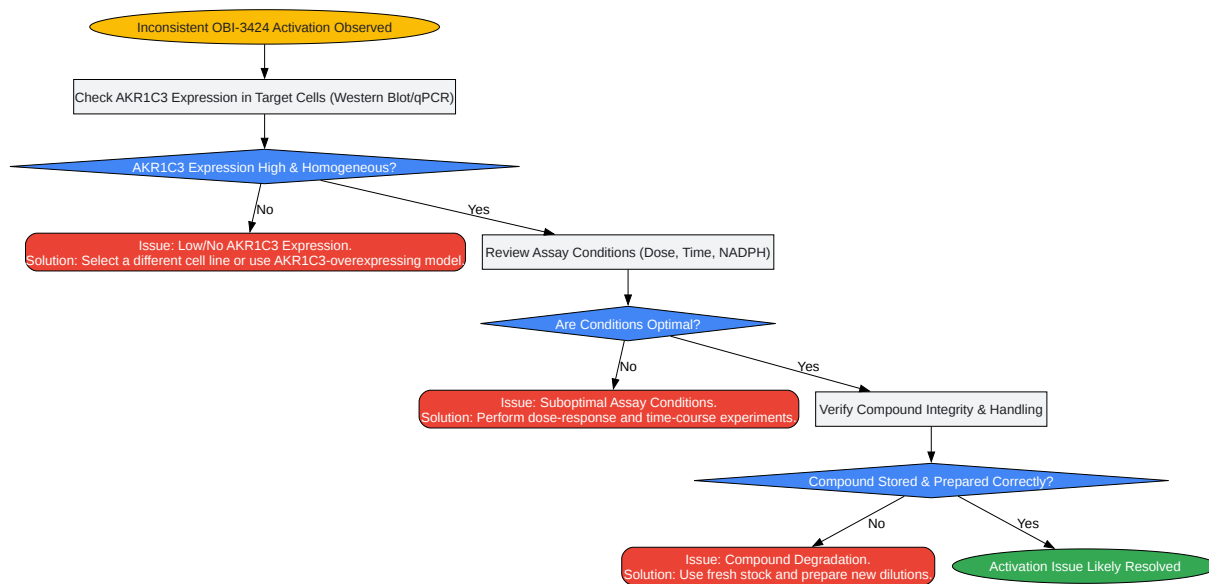 Inconsistent OBI-3424 Activation Observed
Check AKR1C3 Expression in Target Cells (Western Blot/qPCR)
AKR1C3 Expression High & Homogeneous?
No
Yes
Issue: Low/No AKR1C3 Expression.
Solution: Select a different cell line or use AKR1C3-overexpressing model.
Review Assay Conditions (Dose, Time, NADPH)
Are Conditions Optimal?
No
Yes
Issue: Suboptimal Assay Conditions.
Solution: Perform dose-response and time-course experiments.
Verify Compound Integrity & Handling
Compound Stored & Prepared Correctly?
No
Yes
Issue: Compound Degradation.
Solution: Use fresh stock and prepare new dilutions.
Activation Issue Likely Resolved